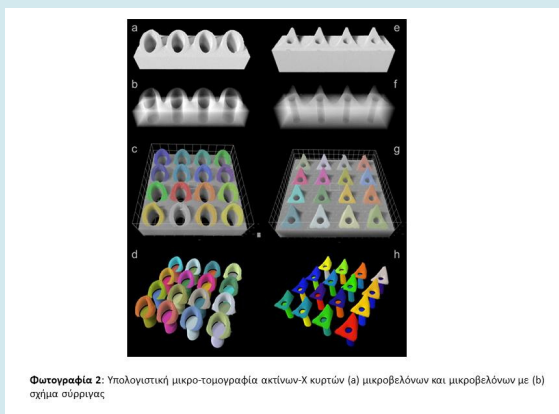 a
e
b
f
c
g
d
h
Φωτογραφία 2: Υπολογιστική μικρο-τομογραφία ακτίνων-Χ κυρτών (a) μικροβελόνων και μικροβελόνων με (b)
σχήμα σύρριγας